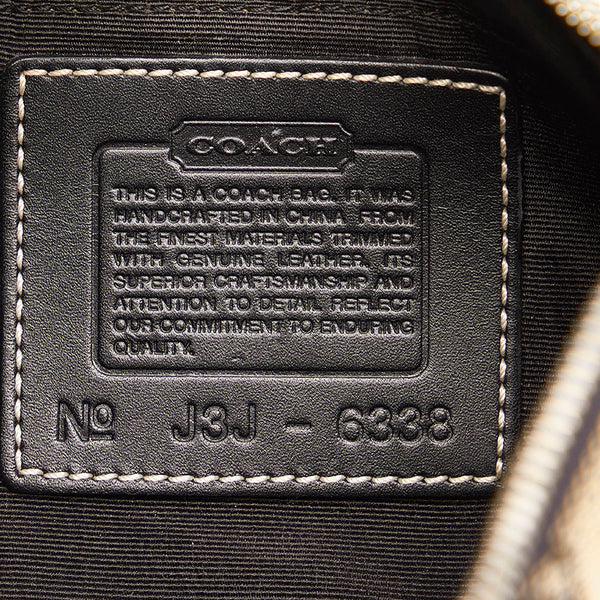 COACH
THIS IS A COACH BAG. IT WAS
HANDCRAFTED IN CHINA FROM
THE FINEST MATERIALS TRIMMED
WITH GENUINE LEATHER. ITS
SUPERIOR CRAFTSMANSHIP AND
ATTENTION TO DETAIL REFLECT
OUR COMMITMENT TO ENDURING
QUALITY.
Nº J3J - 6338